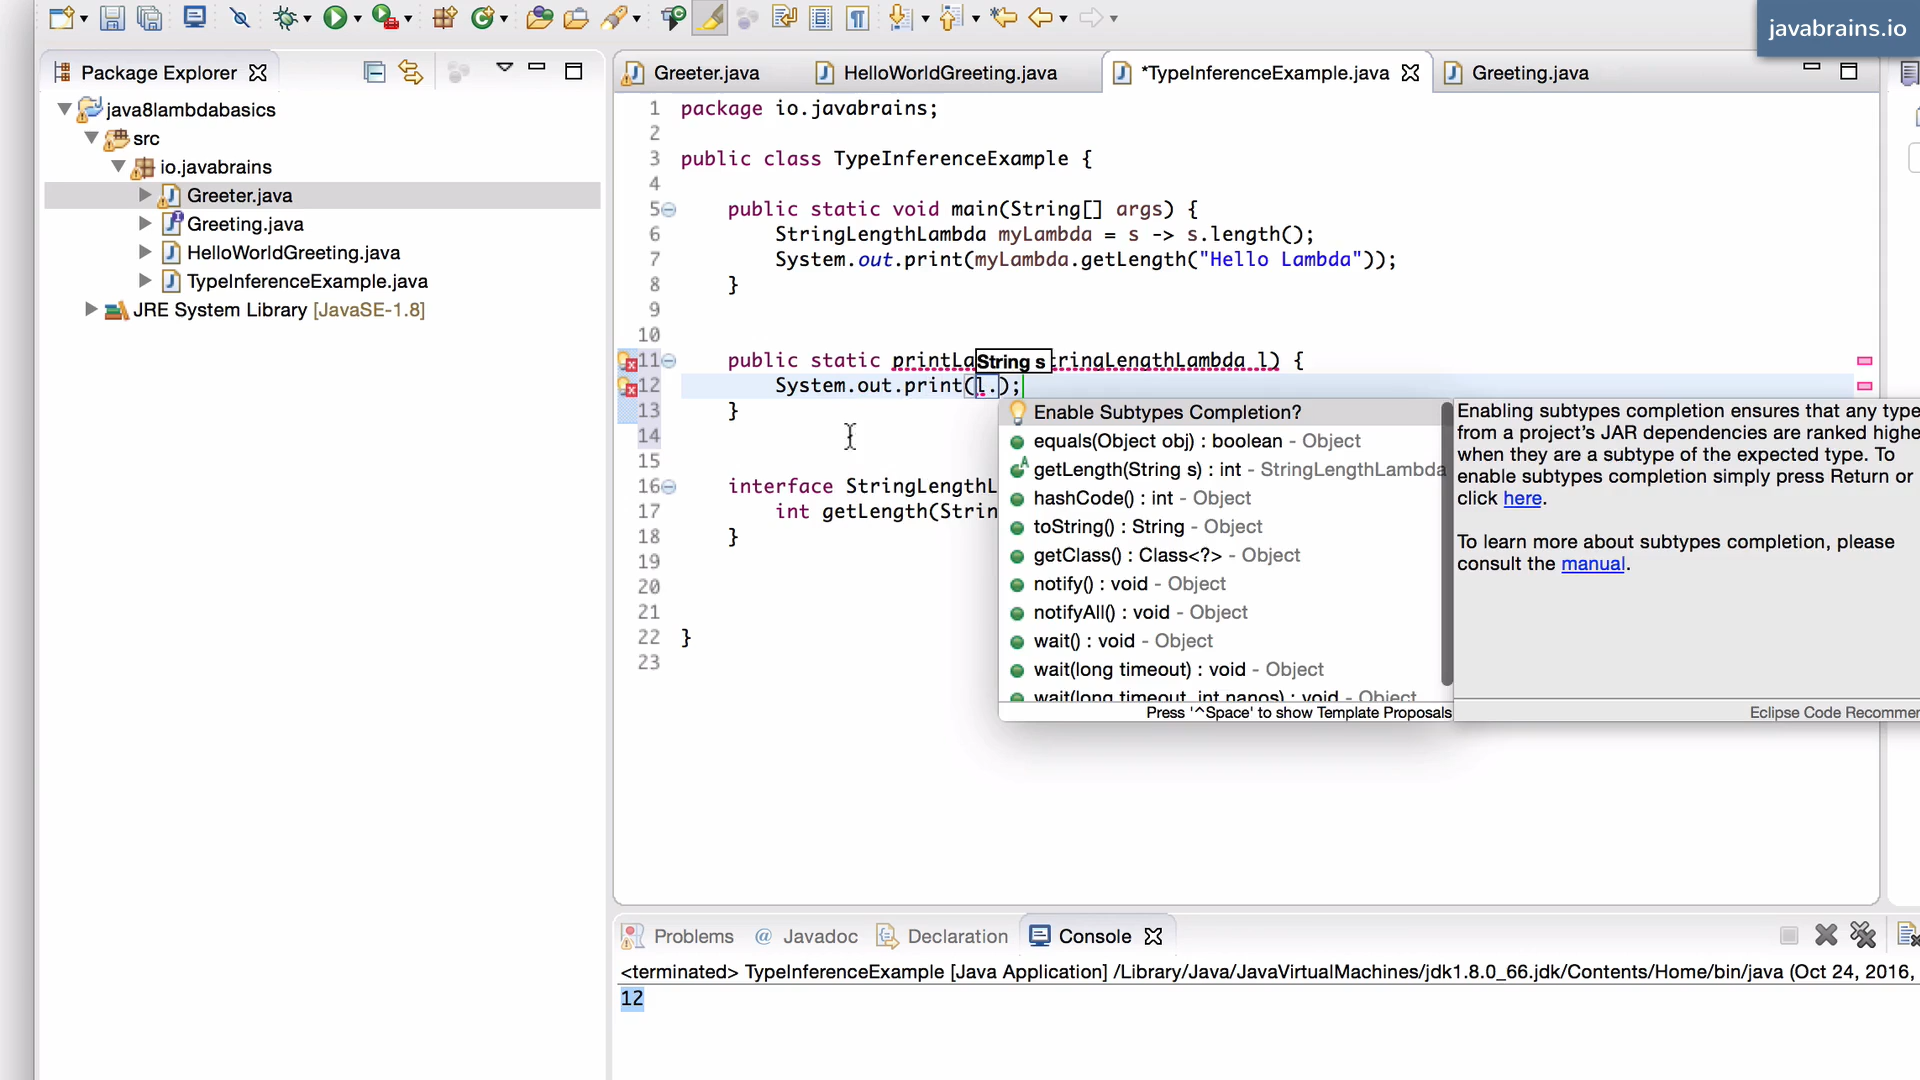 javabrains.io
Package Explorer
Greeter.java
HelloWorldGreeting.java
*TypeInferenceExample.java
Greeting.java
java8lambdabasics
src
io.javabrains
Greeter.java
Greeting.java
HelloWorldGreeting.java
TypeInferenceExample.java
JRE System Library [JavaSE-1.8]
1 package io.javabrains;
2
3 public class TypeInferenceExample {
4
5 public static void main(String[] args) {
6 StringLengthLambda myLambda = s -> s.length();
7 System.out.print(myLambda.getLength("Hello Lambda"));
8 }
9
10
11 public static printLa
String s
tringLengthLambda l) {
12 System.out.print(l.);
13 }
14
15
16 interface StringLengthL
17 int getLength(Strin
18 }
19
20
21
22 }
23
Enable Subtypes Completion?
equals(Object obj) : boolean - Object
getLength(String s) : int - StringLengthLambda
hashCode() : int - Object
toString() : String - Object
getClass() : Class<?> - Object
notify() : void - Object
notifyAll() : void - Object
wait() : void - Object
wait(long timeout) : void - Object
wait(long timeout, int nanos) : void - Object
Press '^Space' to show Template Proposals
Enabling subtypes completion ensures that any type
from a project's JAR dependencies are ranked highe
when they are a subtype of the expected type. To
enable subtypes completion simply press Return or
click here.
To learn more about subtypes completion, please
consult the manual.
Eclipse Code Recommen
Problems
@ Javadoc
Declaration
Console
<terminated> TypeInferenceExample [Java Application] /Library/Java/JavaVirtualMachines/jdk1.8.0_66.jdk/Contents/Home/bin/java (Oct 24, 2016,
12